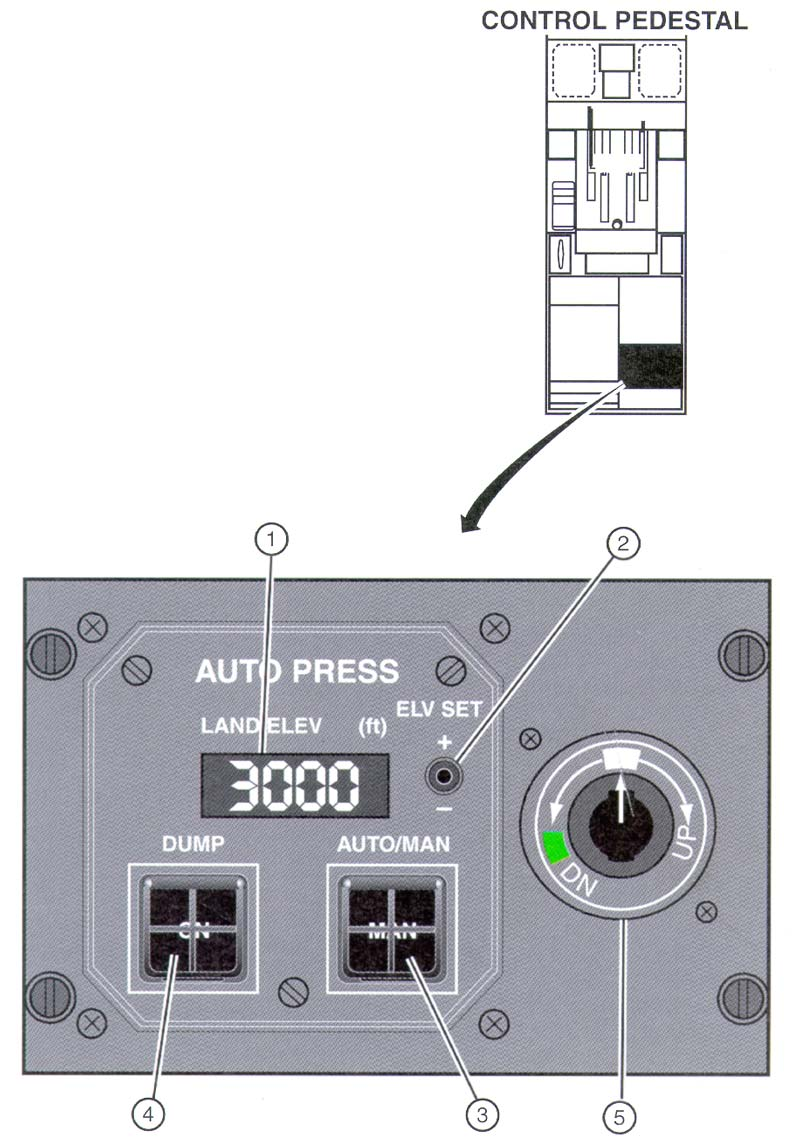 CONTROL PEDESTAL
1
2
AUTO PRESS
ELV SET
LAND ELEV (ft)
+
3000
−
DUMP
AUTO/MAN
UP
DN
ON
MAN
4
3
5